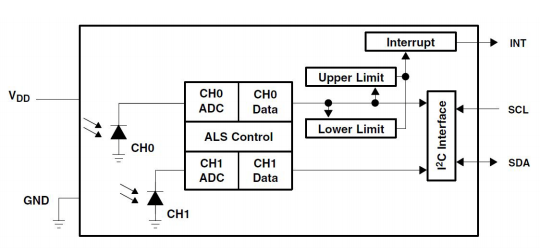 Interrupt
INT
Upper Limit
VDD
CH0 ADC
CH0 Data
SCL
Lower Limit
ALS Control
I2C Interface
CH0
CH1 ADC
CH1 Data
SDA
GND
CH1